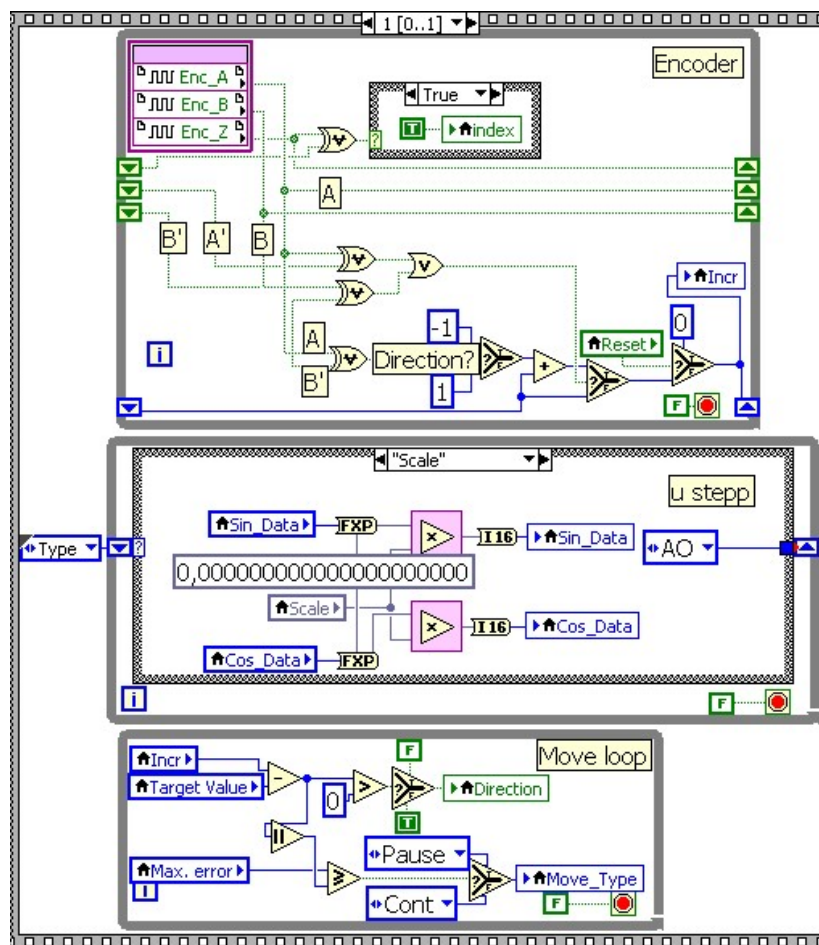 1 [0..1]
Encoder
Enc_A
Enc_B
Enc_Z
True
?
T
index
A
B'
A'
B
Incr
-1
0
A
Reset
i
Direction?
?
T
F
+
?
T
F
?
T
F
B'
1
F
"Scale"
u stepp
Sin_Data
FXP
×
I16
Sin_Data
Type
?
AO
0,00000000000000000000
Scale
×
I16
Cos_Data
Cos_Data
FXP
i
F
Incr
F
Move loop
Target Value
-
0
>
?
T
F
Direction
T
Pause
Max. error
≥
?
T
F
Move_Type
i
Cont
F